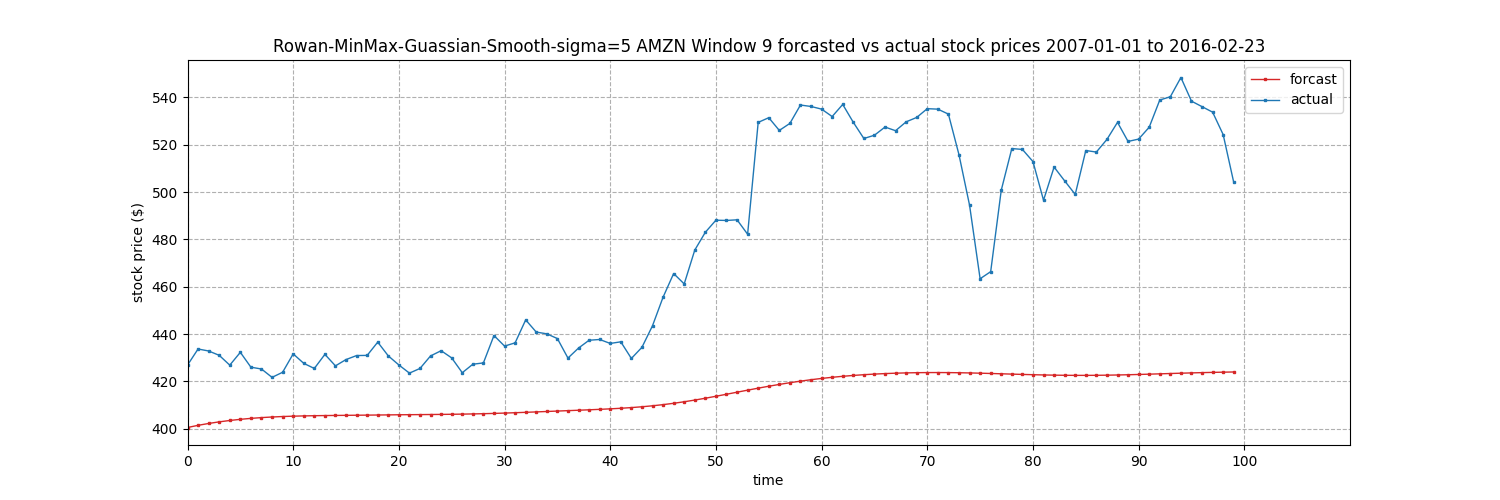 Rowan-MinMax-Guassian-Smooth-sigma=5 AMZN Window 9 forcasted vs actual stock prices 2007-01-01 to 2016-02-23
forcast
actual
540
520
500
480
460
440
420
400
stock price ($)
0 10 20 30 40 50 60 70 80 90 100
time